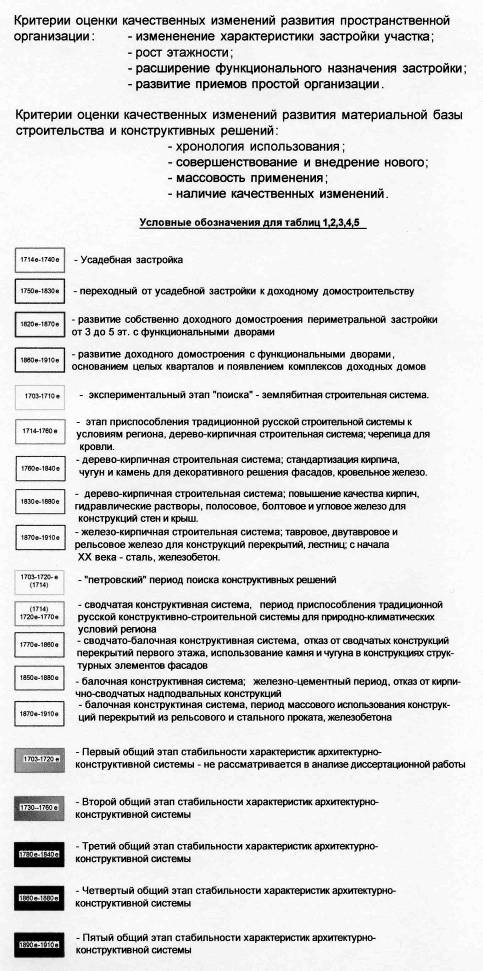 Критерии оценки качественных изменений развития пространственной
организации: - измененение характеристики застройки участка;
- рост этажности;
- расширение функционального назначения застройки;
- развитие приемов простой организации.
Критерии оценки качественных изменений развития материальной базы
строительства и конструктивных решений:
- хронология использования;
- совершенствование и внедрение нового;
- массовость применения;
- наличие качественных изменений.
Условные обозначения для таблиц 1,2,3,4,5
1714е-1740е - Усадебная застройка
1750е-1830е - переходный от усадебной застройки к доходному домостроительству
1820е-1870е - развитие собственно доходного домостроения периметральной застройки
от 3 до 5 эт. с функциональными дворами
1860е-1910е - развитие доходного домостроения с функциональными дворами,
основанием целых кварталов и появлением комплексов доходных домов
1703-1710е - экспериментальный этап "поиска" - землябитная строительная система.
1714-1760е - этап приспособления традиционной русской строительной системы к
условиям региона, дерево-кирпичная строительная система; черепица для
кровли.
1760е-1840е - дерево-кирпичная строительная система; стандартизация кирпича,
чугун и камень для декоративного решения фасадов, кровельное железо.
1830е-1880е - дерево-кирпичная строительная система; повышение качества кирпич,
гидравлические растворы, полосовое, болтовое и угловое железо для
конструкций стен и крыш.
1870е-1910е - железо-кирпичная строительная система; тавровое, двутавровое и
рельсовое железо для конструкций перекрытий, лестниц; с начала
XX века - сталь, железобетон.
1703-1720-е
(1714) - "петровский" период поиска конструктивных решений
(1714)
1720е-1770е - сводчатая конструктивная система, период приспособления традиционной
русской конструктивно-строительной системы для природно-климатических
условий региона
1770е-1860е - сводчато-балочная конструктивная система, отказ от сводчатых конструкций
перекрытий первого этажа, использование камня и чугуна в конструкциях струк-
турных элементов фасадов
1850е-1880е - балочная конструктивная система; железно-цементный период, отказ от кирпи-
чно-сводчатых надподвальных конструкций
1870е-1910е - балочная конструктиная система, период массового использования конструк-
ций перекрытий из рельсового и стального проката, железобетона
1703-1720е - Первый общий этап стабильности характеристик архитектурно-
конструктивной системы - не рассматривается в анализе диссертационой работы
1730-1760е - Второй общий этап стабильности характеристик архитектурно-
конструктивной системы
1780е-1840е - Третий общий этап стабильности характеристик архитектурно-
конструктивной системы
1860е-1880е - Четвертый общий этап стабильности характеристик архитектурно-
конструктивной системы
1890е-1910е - Пятый общий этап стабильности характеристик архитектурно-
конструктивной системы